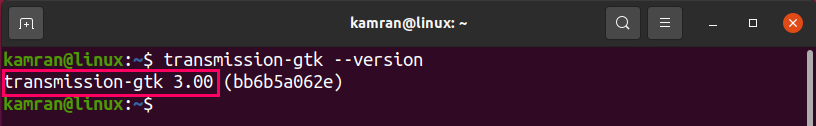 kamran@linux: ~
kamran@linux:~$ transmission-gtk --version
transmission-gtk 3.00 (bb6b5a062e)
kamran@linux:~$